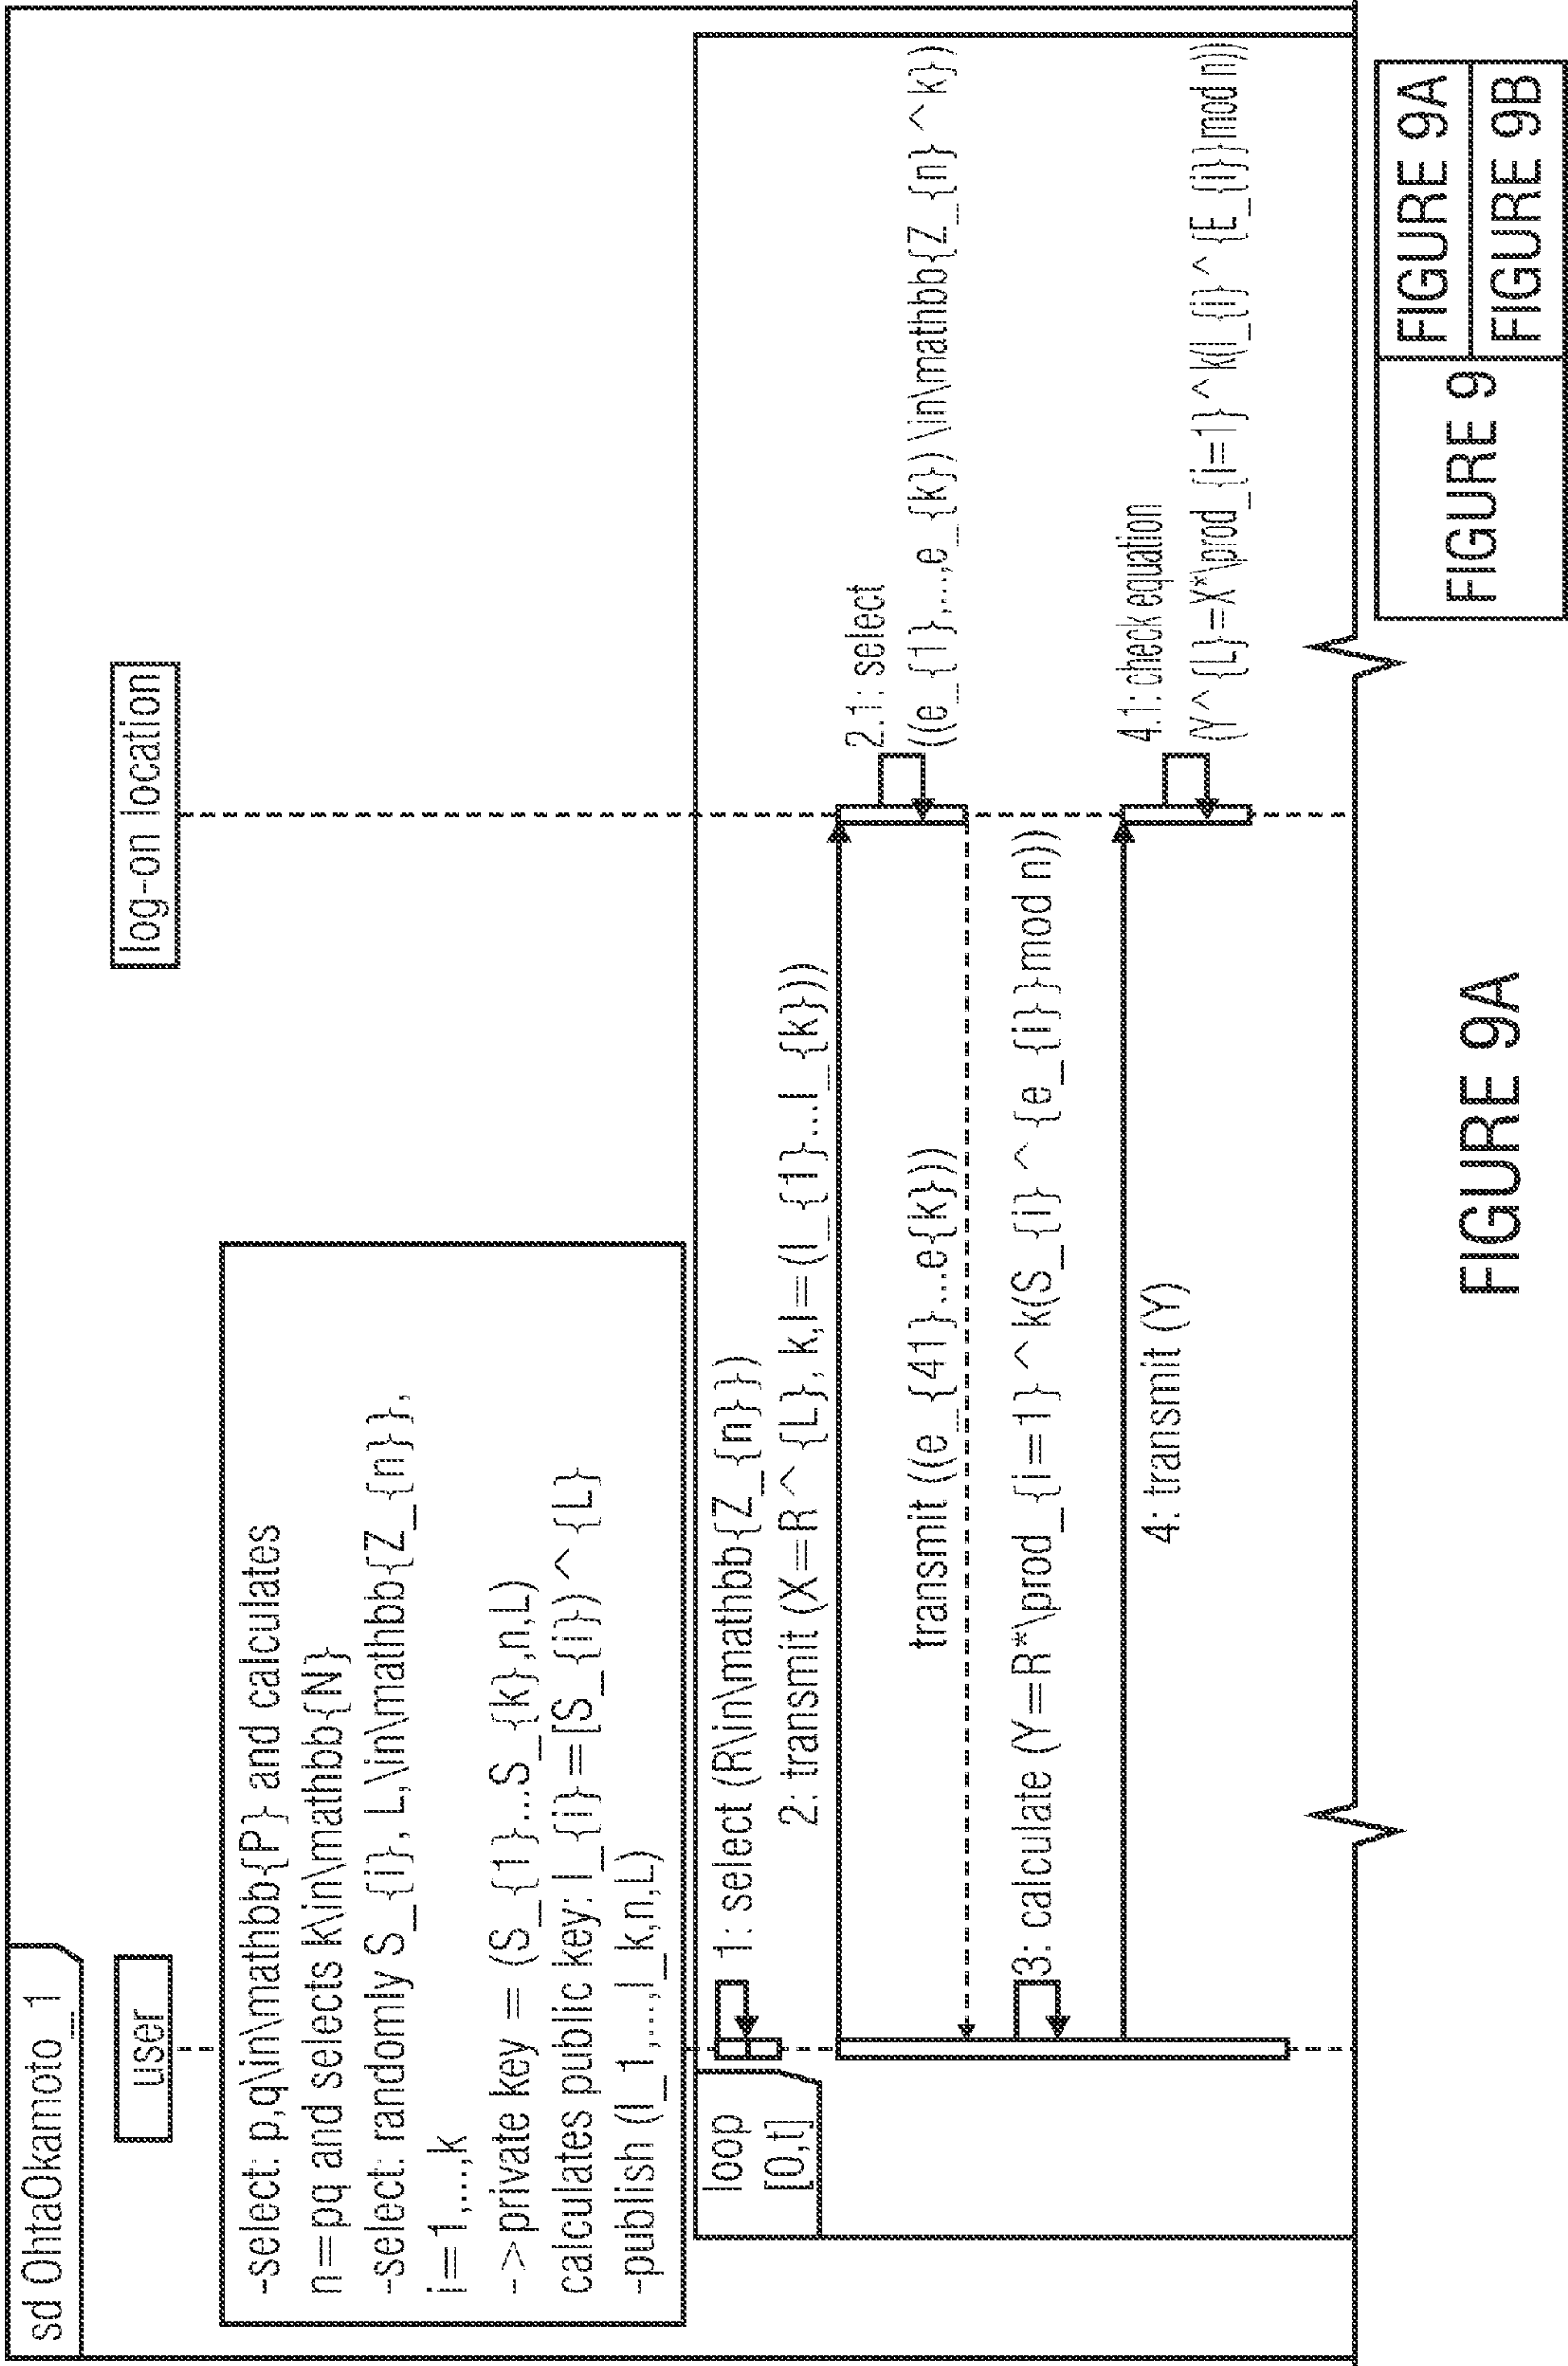 sd OhtaOkamoto_1
user
log-on location
-select: p,q\in\mathbb{P} and calculates
n=pq and selects k\in\mathbb{N}
-select: randomly S_{i}, L,\in\mathbb{Z_{n}},
i=1,...,k
->private key = (S_{1}...S_{k},n,L)
calculates public key: I_{i}=[S_{i})^{L}
-publish (I_1,...,I_k,n,L)
loop
[0,t]
1: select (R\in\mathbb{Z_{n}})
2: transmit (X=R^{L}, k,I=(I_{1}...I_{k}))
2.1: select
((e_{1},...,e_{k})\in\mathbb{Z_{n}^k})
transmit ((e_{41}...e{k}))
3: calculate (Y=R*\prod_{i=1}^k(S_{i}^{e_{i}}mod n))
4: transmit (Y)
4.1: check equation
(Y^{L}=X*\prod_{i=1}^k(I_{i}^{E_{i}}mod n))
FIGURE 9A
FIGURE 9
FIGURE 9A
FIGURE 9B